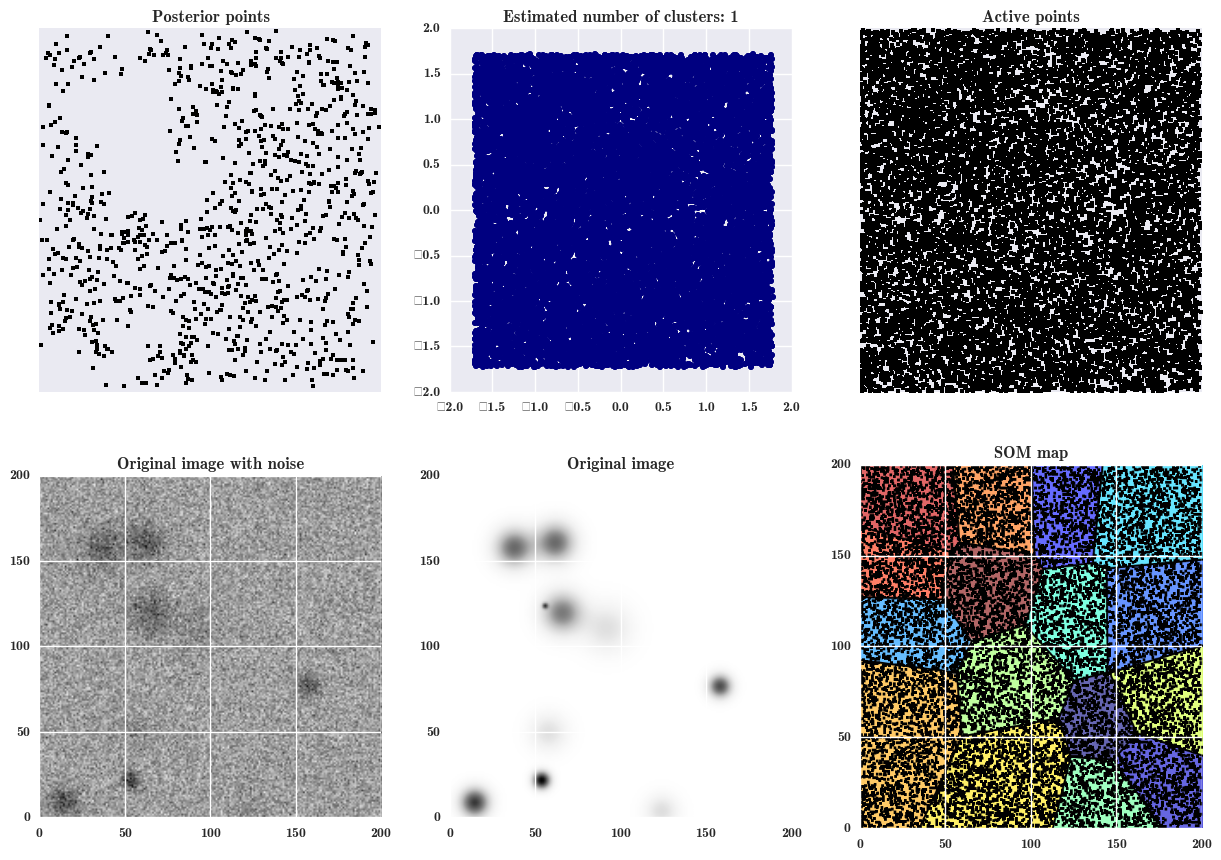 Posterior points
Estimated number of clusters: 1
Active points
2.0
1.5
1.0
0.5
0.0
□0.5
□1.0
□1.5
□2.0
□2.0 □1.5 □1.0 □0.5 0.0 0.5 1.0 1.5 2.0
Original image with noise
Original image
SOM map
200
150
100
50
0
0 50 100 150 200
200
150
100
50
0
0 50 100 150 200
200
150
100
50
0
0 50 100 150 200